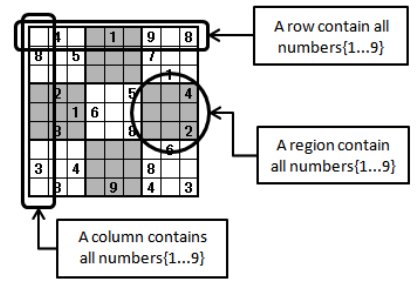 A row contain all
numbers{1...9}
4 1 9 8
8 5 7
1
2 5 4
1 6
3 8 2
6
3 4 8
8 9 4 3
A region contain
all numbers{1...9}
A column contains
all numbers{1...9}